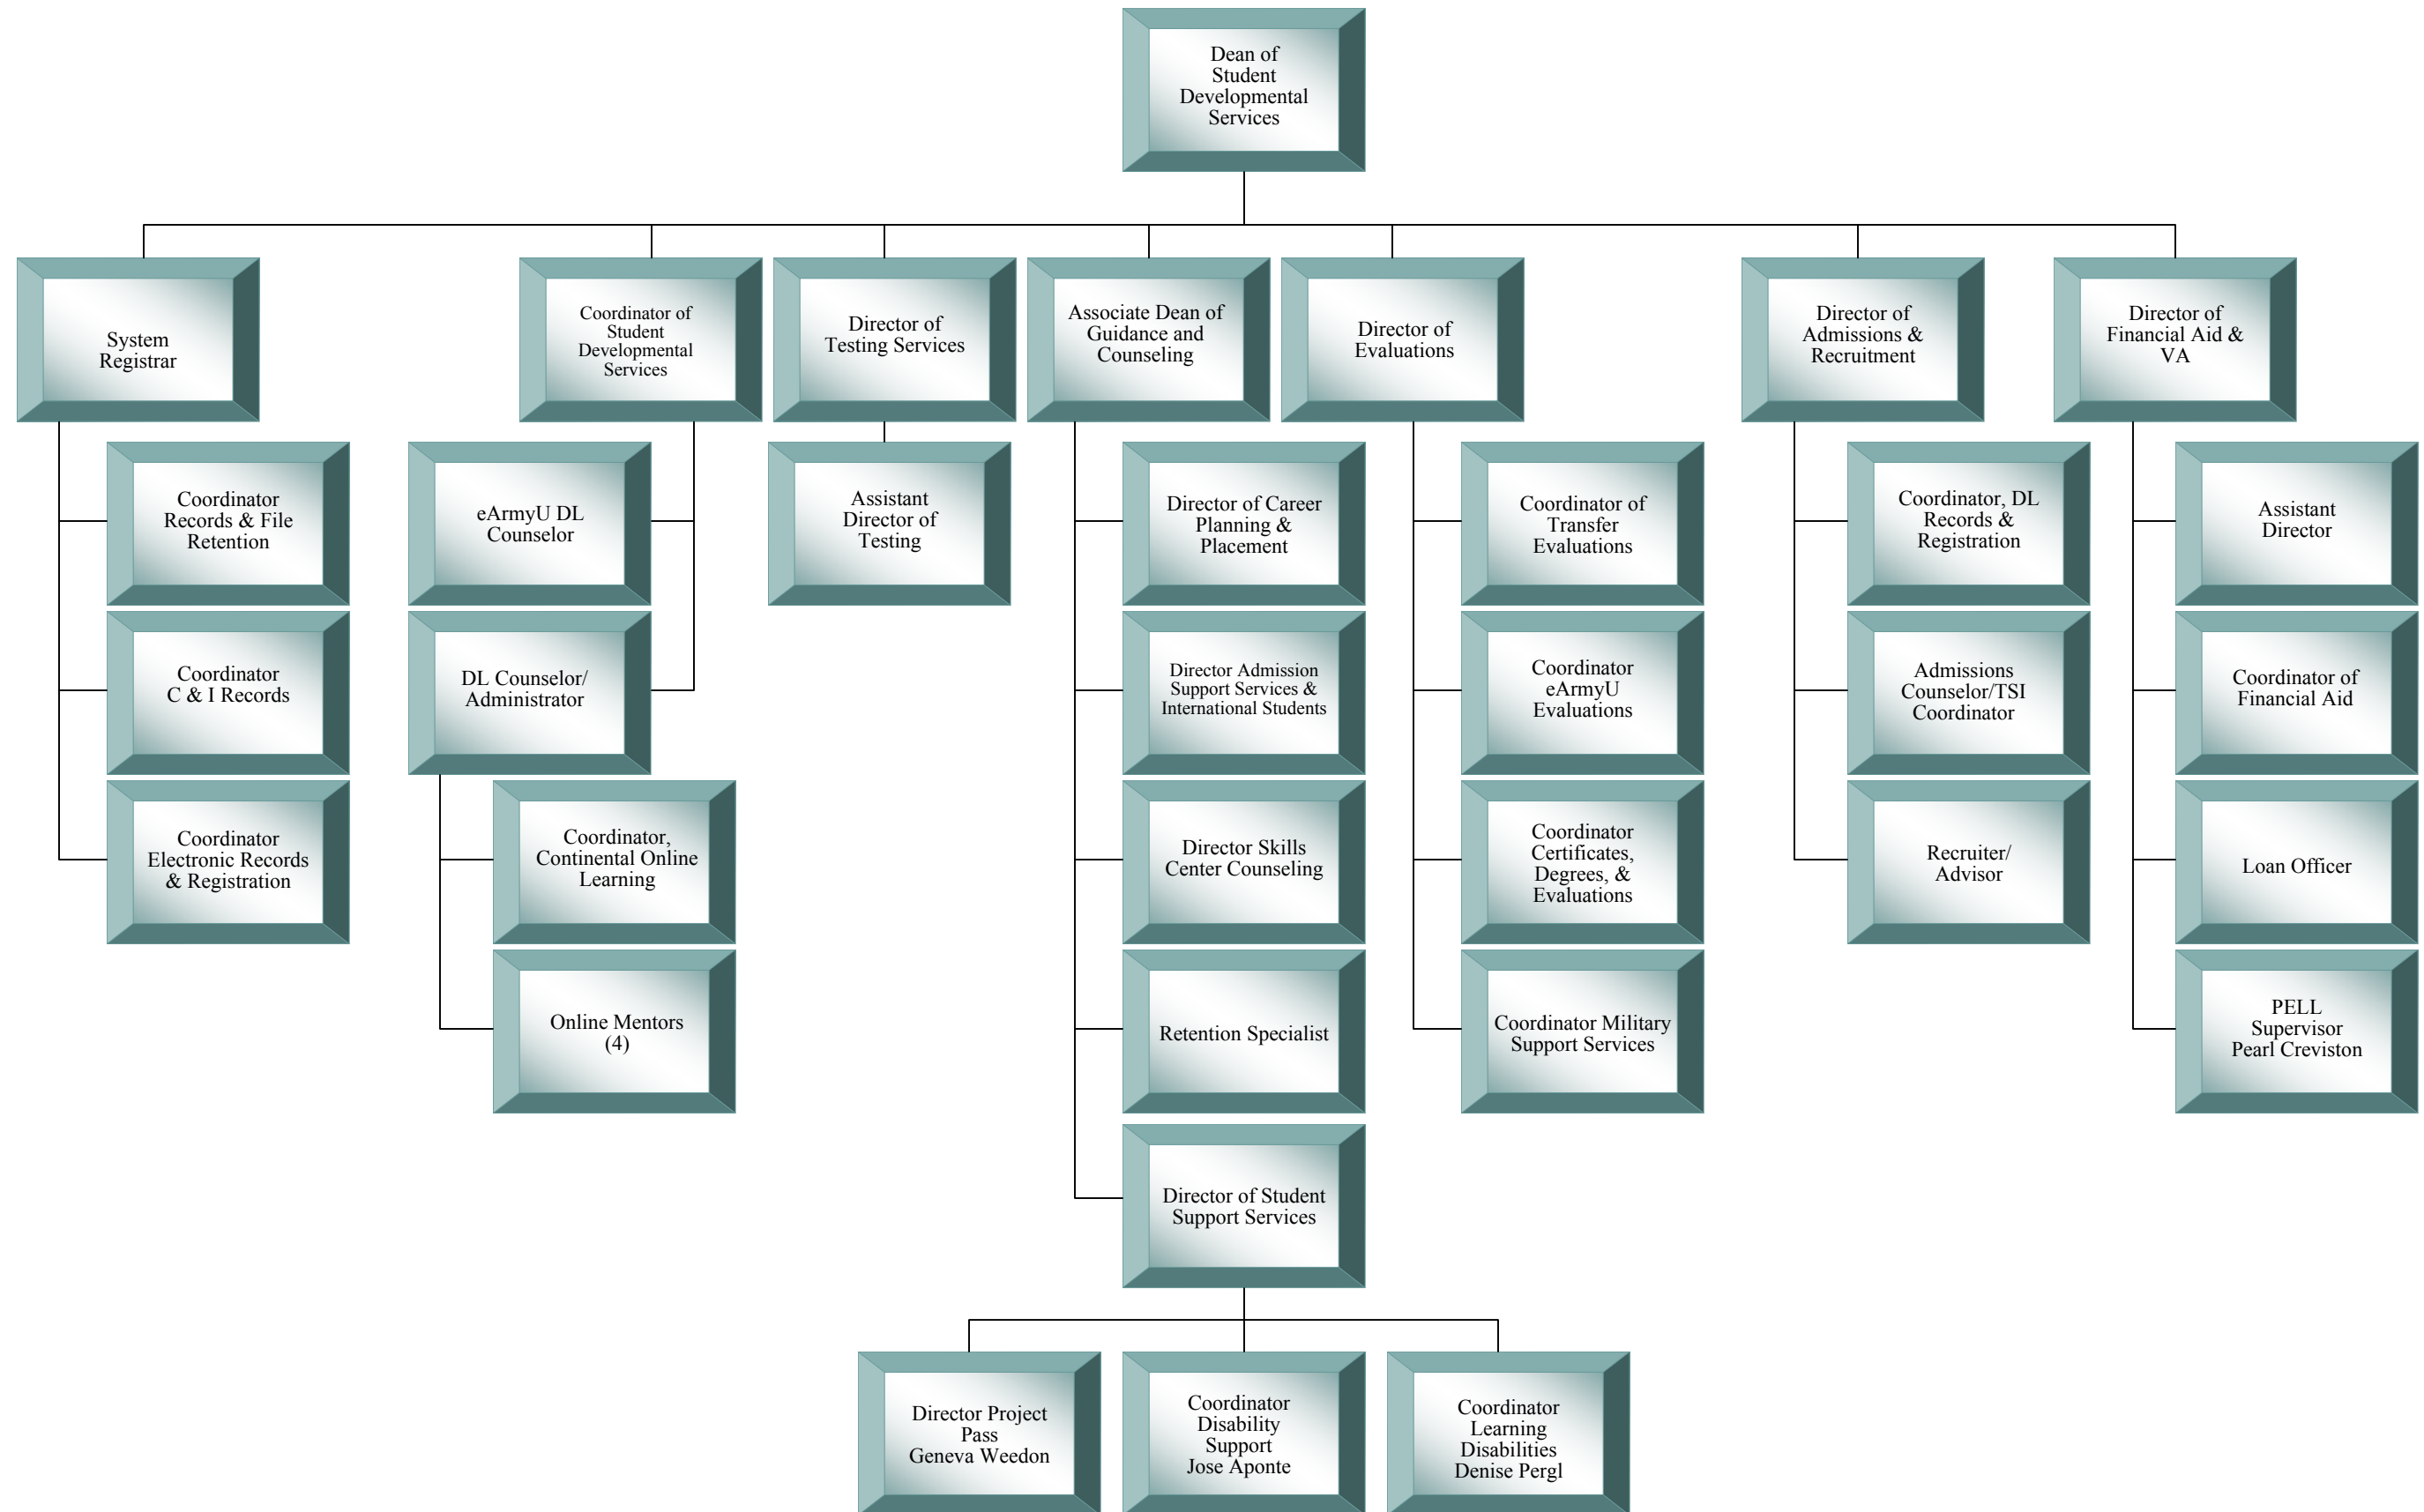 Dean of
Student
Developmental
Services
System
Registrar
Coordinator of
Student
Developmental
Services
Director of
Testing Services
Associate Dean of
Guidance and
Counseling
Director of
Evaluations
Director of
Admissions &
Recruitment
Director of
Financial Aid &
VA
Coordinator
Records & File
Retention
eArmyU DL
Counselor
Assistant
Director of
Testing
Director of Career
Planning &
Placement
Coordinator of
Transfer
Evaluations
Coordinator, DL
Records &
Registration
Assistant
Director
Coordinator
C & I Records
DL Counselor/
Administrator
Director Admission
Support Services &
International Students
Coordinator
eArmyU
Evaluations
Admissions
Counselor/TSI
Coordinator
Coordinator of
Financial Aid
Coordinator
Electronic Records
& Registration
Coordinator,
Continental Online
Learning
Director Skills
Center Counseling
Coordinator
Certificates,
Degrees, &
Evaluations
Recruiter/
Advisor
Loan Officer
Online Mentors
(4)
Retention Specialist
Coordinator Military
Support Services
PELL
Supervisor
Pearl Creviston
Director of Student
Support Services
Director Project
Pass
Geneva Weedon
Coordinator
Disability
Support
Jose Aponte
Coordinator
Learning
Disabilities
Denise Pergl